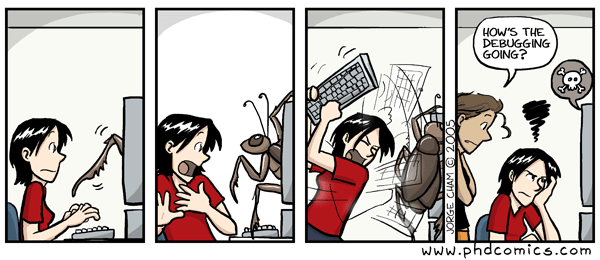 HOW'S THE
DEBUGGING
GOING?
JORGE CHAM © 2005
www.phdcomics.com